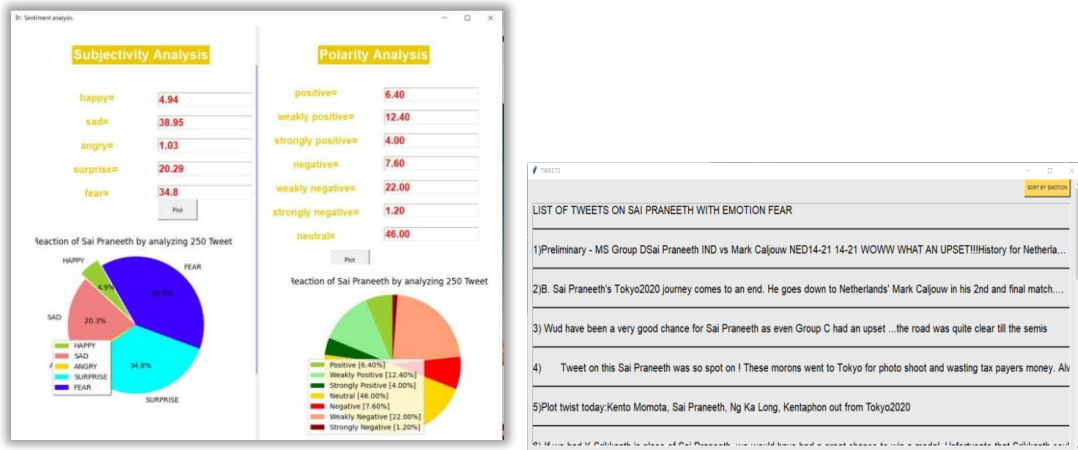 Sentiment analysis
Subjectivity Analysis
happy=
4.94
sad=
38.95
angry=
1.03
surprise=
20.29
fear=
34.8
Plot
Reaction of Sai Praneeth by analyzing 250 Tweet
HAPPY
FEAR
4.9%
SAD
20.3%
34.8%
SURPRISE
HAPPY
SAD
ANGRY
SURPRISE
FEAR
Polarity Analysis
positive=
6.40
weakly positive=
12.40
strongly positive=
4.00
negative=
7.60
weakly negative=
22.00
strongly negative=
1.20
neutral=
46.00
Plot
Reaction of Sai Praneeth by analyzing 250 Tweet
Positive [6.40%]
Weakly Positive [12.40%]
Strongly Positive [4.00%]
Neutral [46.00%]
Negative [7.60%]
Weakly Negative [22.00%]
Strongly Negative [1.20%]
TWEETS
SORT BY EMOTION
LIST OF TWEETS ON SAI PRANEETH WITH EMOTION FEAR
1)Preliminary - MS Group DSai Praneeth IND vs Mark Caljouw NED14-21 14-21 WOWW WHAT AN UPSET!!!History for Netherla...
2)B. Sai Praneeth's Tokyo2020 journey comes to an end. He goes down to Netherlands' Mark Caljouw in his 2nd and final match....
3) Wud have been a very good chance for Sai Praneeth as even Group C had an upset ...the road was quite clear till the semis
4) Tweet on this Sai Praneeth was so spot on ! These morons went to Tokyo for photo shoot and wasting tax payers money.
5)Plot twist today:Kento Momota, Sai Praneeth, Ng Ka Long, Kentaphon out from Tokyo2020